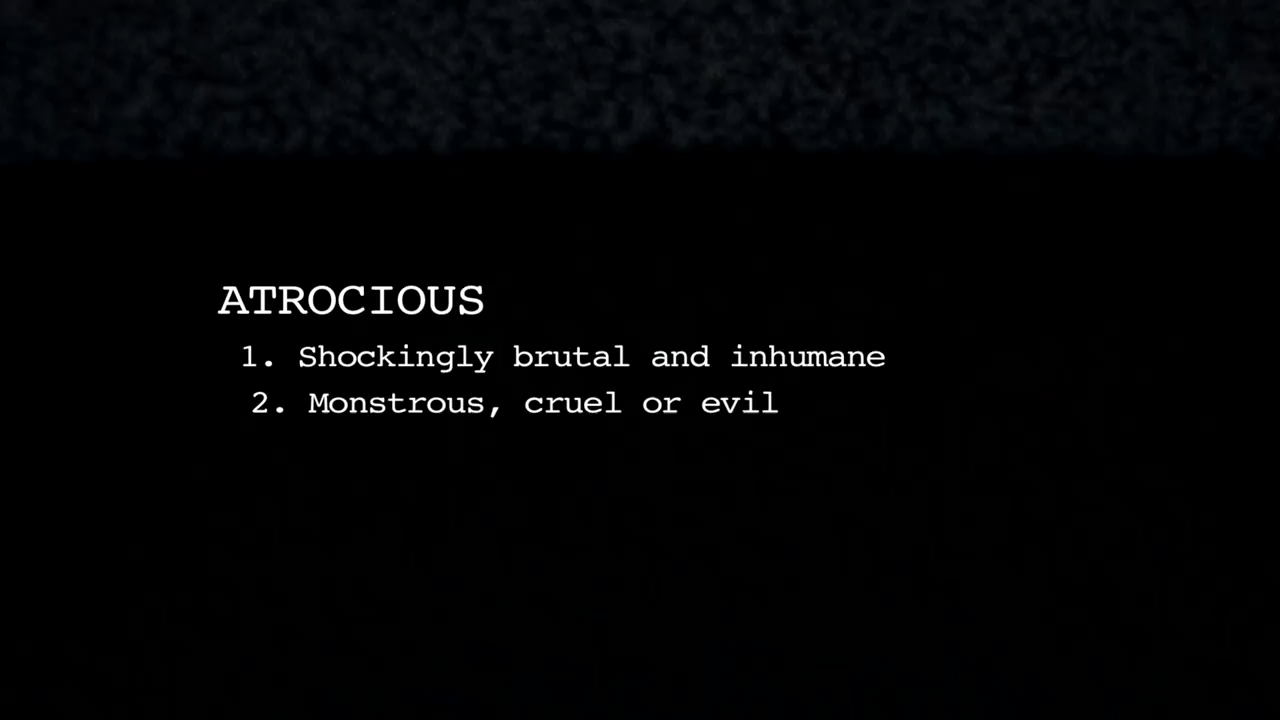 ATROCIOUS
1. Shockingly brutal and inhumane
2. Monstrous, cruel or evil